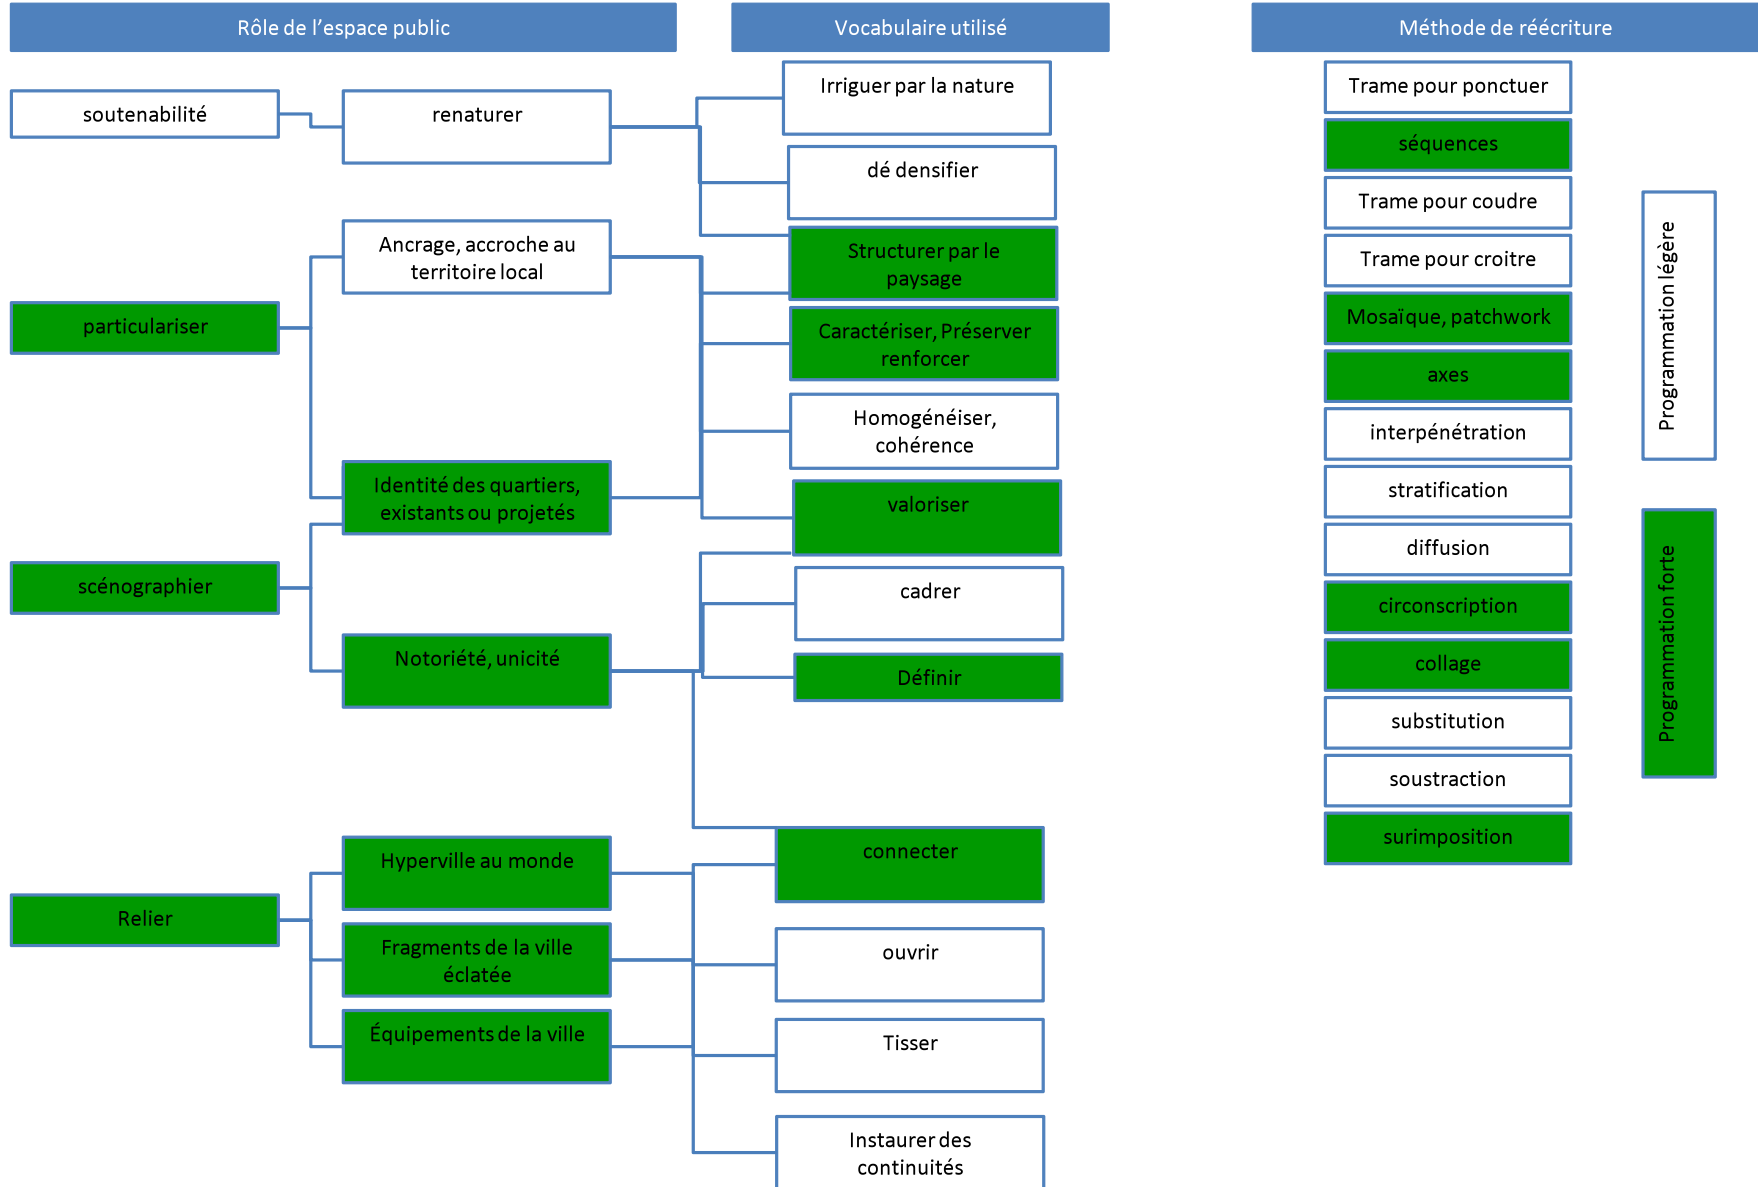 Rôle de l'espace public
Vocabulaire utilisé
Méthode de réécriture
soutenabilité
particulariser
scénographier
Relier
renaturer
Ancrage, accroche au
territoire local
Identité des quartiers,
existants ou projetés
Notoriété, unicité
Hyperville au monde
Fragments de la ville
éclatée
Équipements de la ville
Irriguer par la nature
dé densifier
Structurer par le
paysage
Caractériser, Préserver
renforcer
Homogénéiser,
cohérence
valoriser
cadrer
Définir
connecter
ouvrir
Tisser
Instaurer des
continuités
Trame pour ponctuer
séquences
Trame pour coudre
Trame pour croitre
Mosaïque, patchwork
axes
interpénétration
stratification
diffusion
circonscription
collage
substitution
soustraction
surimposition
Programmation légère
Programmation forte